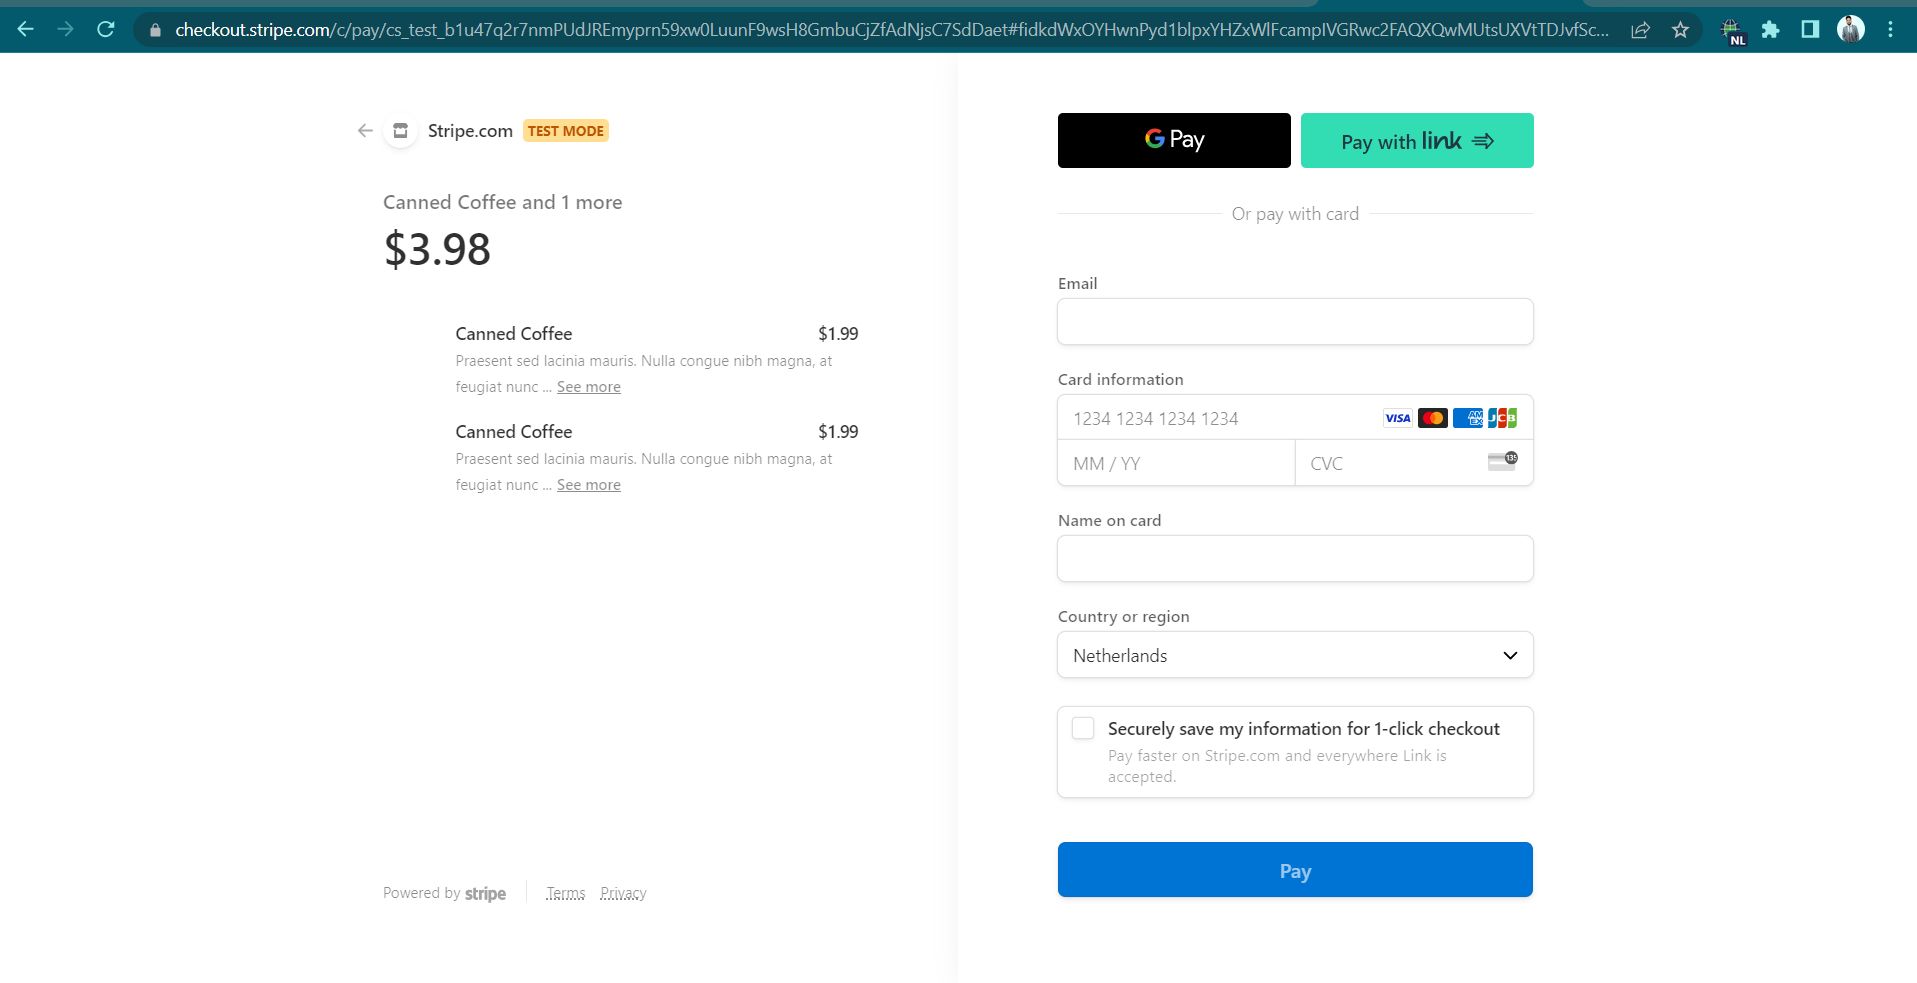 checkout.stripe.com/c/pay/cs_test_b1u47q2r7nmPUdJREmyprn59xw0LuunF9wsH8GmbuCjZfAdNjsC7SdDaet#fidkdWxOYHwnPyd1blpxYHZxWlFcampIVGRwc2FAQXQwMUtsUXVtTDJvfSc...
NL
Stripe.com TEST MODE
Canned Coffee and 1 more
$3.98
Canned Coffee $1.99
Praesent sed lacinia mauris. Nulla congue nibh magna, at
feugiat nunc ... See more
Canned Coffee $1.99
Praesent sed lacinia mauris. Nulla congue nibh magna, at
feugiat nunc ... See more
Powered by stripe Terms Privacy
G Pay Pay with link
Or pay with card
Email
Card information
1234 1234 1234 1234 VISA AM EX JCB
MM / YY CVC 135
Name on card
Country or region
Netherlands
Securely save my information for 1-click checkout
Pay faster on Stripe.com and everywhere Link is
accepted.
Pay